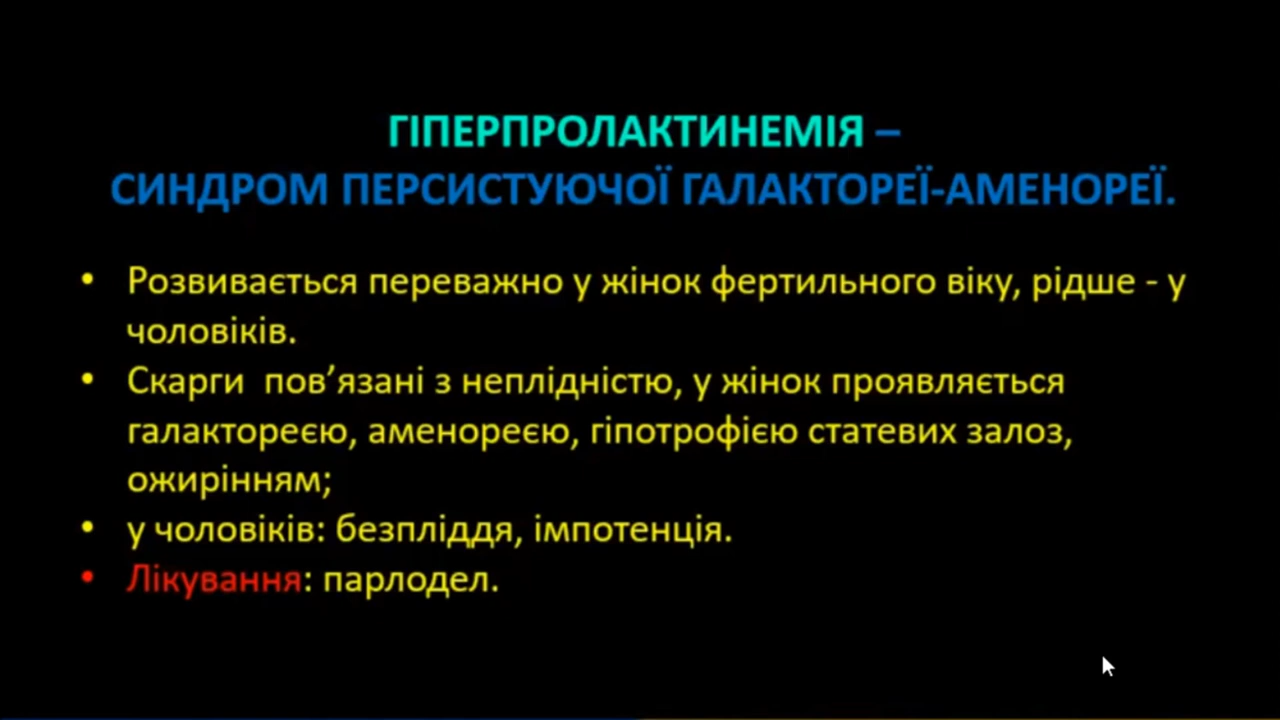 ГІПЕРПРОЛАКТИНЕМІЯ –
СИНДРОМ ПЕРСИСТУЮЧОЇ ГАЛАКТОРЕЇ-АМЕНОРЕЇ.
• Розвивається переважно у жінок фертильного віку, рідше - у
чоловіків.
• Скарги пов’язані з неплідністю, у жінок проявляється
галактореєю, аменореєю, гіпотрофією статевих залоз,
ожирінням;
• у чоловіків: безпліддя, імпотенція.
• Лікування: парлодел.